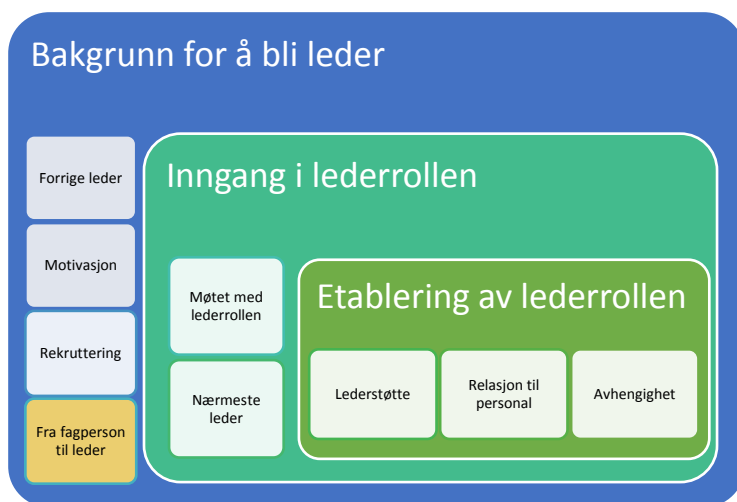 Bakgrunn for å bli leder
Forrige leder
Motivasjon
Rekruttering
Fra fagperson
til leder
Inngang i lederrollen
Møtet med
lederrollen
Nærmeste
leder
Etablering av lederrollen
Lederstøtte
Relasjon til
personal
Avhengighet